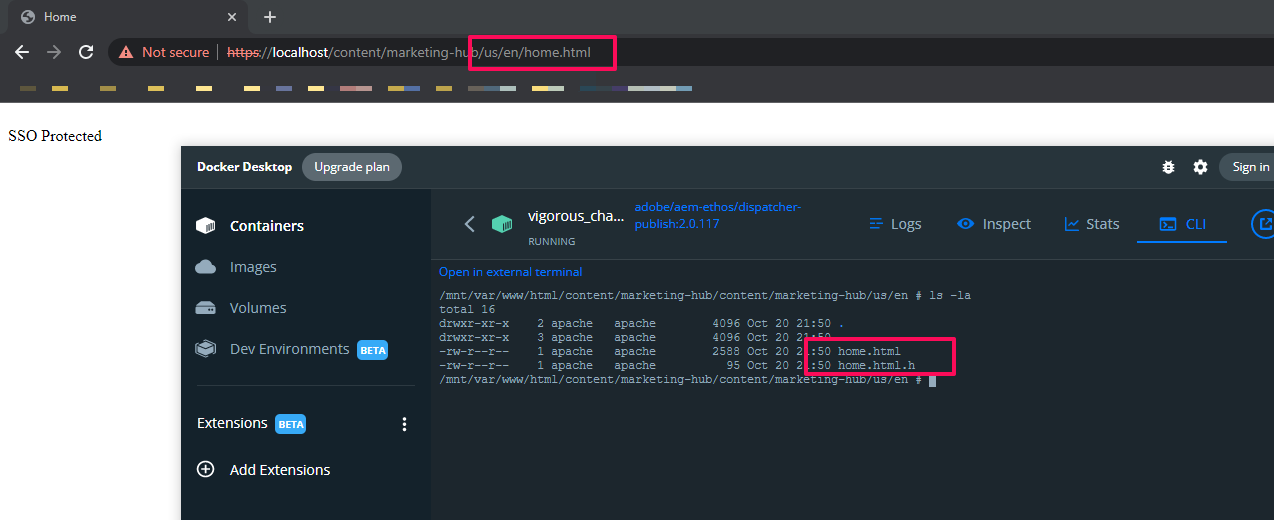 Home
Not secure https://localhost/content/marketing-hub/us/en/home.html
SSO Protected
Docker Desktop Upgrade plan Sign in
Containers
Images
Volumes
Dev Environments BETA
Extensions BETA
Add Extensions
vigorous_cha...
RUNNING
adobe/aem-ethos/dispatcher-
publish:2.0.117
Logs Inspect Stats CLI
Open in external terminal
/mnt/var/www/html/content/marketing-hub/content/marketing-hub/us/en # ls -la
total 16
drwxr-xr-x 2 apache apache 4096 Oct 20 21:50 .
drwxr-xr-x 3 apache apache 4096 Oct 20 21:50 ..
-rw-r--r-- 1 apache apache 2588 Oct 20 21:50 home.html
-rw-r--r-- 1 apache apache 95 Oct 20 21:50 home.html.h
/mnt/var/www/html/content/marketing-hub/content/marketing-hub/us/en #